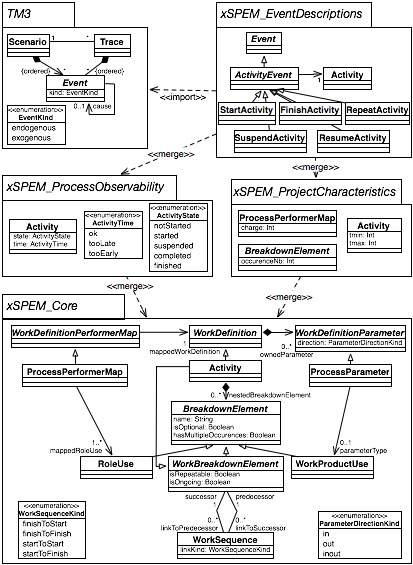 TM3
Scenario
1
*
Trace
{ordered}
*
*
{ordered}
Event
kind: EventKind
0..1
cause
<<enumeration>>
EventKind
endogenous
exogenous
xSPEM_EventDescriptions
Event
ActivityEvent
1
Activity
StartActivity
FinishActivity
RepeatActivity
SuspendActivity
ResumeActivity
<<import>>
<<merge>>
<<merge>>
xSPEM_ProcessObservability
Activity
state: ActivityState
time: ActivityTime
<<enumeration>>
ActivityTime
ok
tooLate
tooEarly
<<enumeration>>
ActivityState
notStarted
started
suspended
completed
finished
xSPEM_ProjectCharacteristics
ProcessPerformerMap
charge: Int
BreakdownElement
occurenceNb: Int
Activity
tmin: Int
tmax: Int
<<merge>>
<<merge>>
xSPEM_Core
WorkDefinitionPerformerMap
WorkDefinition
WorkDefinitionParameter
direction: ParameterDirectionKind
1
mappedWorkDefinition
0..*
ownedParameter
ProcessPerformerMap
Activity
ProcessParameter
0..*
nestedBreakdownElement
BreakdownElement
name: String
isOptional: Boolean
hasMultipleOccurences: Boolean
1..*
mappedRoleUse
0..1
parameterType
RoleUse
WorkBreakdownElement
isRepeatable: Boolean
isOngoing: Boolean
WorkProductUse
successor
1
predecessor
1
0..*
linkToPredecessor
0..*
linkToSuccessor
WorkSequence
linkKind: WorkSequenceKind
<<enumeration>>
WorkSequenceKind
finishToStart
finishToFinish
startToStart
startToFinish
<<enumeration>>
ParameterDirectionKind
in
out
inout